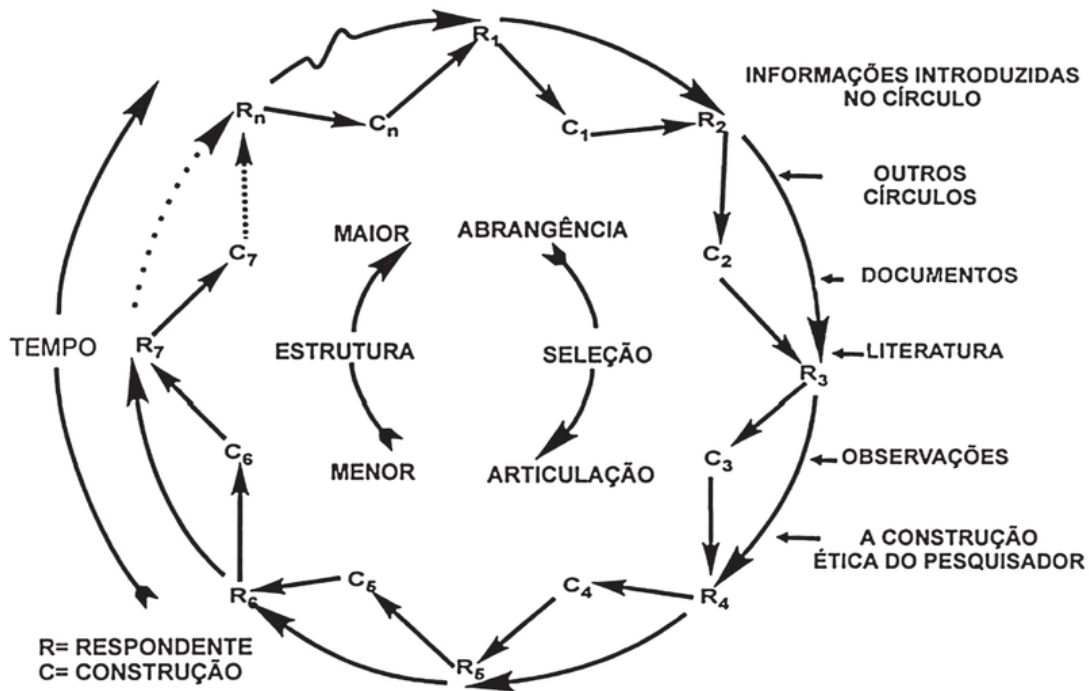 R1
Rn
Cn
C1
R2
INFORMAÇÕES INTRODUZIDAS
NO CÍRCULO
OUTROS
CÍRCULOS
MAIOR
ABRANGÊNCIA
C7
C2
DOCUMENTOS
TEMPO
R7
ESTRUTURA
SELEÇÃO
R3
LITERATURA
C6
MENOR
ARTICULAÇÃO
C3
OBSERVAÇÕES
A CONSTRUÇÃO
ÉTICA DO PESQUISADOR
R6
C5
C4
R4
R5
R= RESPONDENTE
C= CONSTRUÇÃO